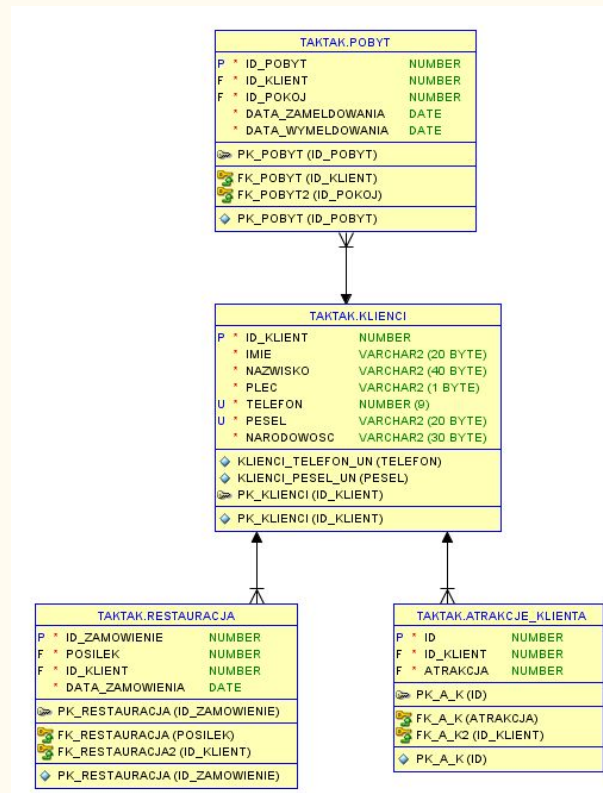 TAKTAK.POBYT
P * ID_POBYT NUMBER
F * ID_KLIENT NUMBER
F * ID_POKOJ NUMBER
* DATA_ZAMELDOWANIA DATE
* DATA_WYMELDOWANIA DATE
PK_POBYT (ID_POBYT)
FK_POBYT (ID_KLIENT)
FK_POBYT2 (ID_POKOJ)
PK_POBYT (ID_POBYT)
TAKTAK.KLIENCI
P * ID_KLIENT NUMBER
* IMIE VARCHAR2 (20 BYTE)
* NAZWISKO VARCHAR2 (40 BYTE)
* PLEC VARCHAR2 (1 BYTE)
U * TELEFON NUMBER (9)
U * PESEL VARCHAR2 (20 BYTE)
* NARODOWOSC VARCHAR2 (30 BYTE)
KLIENCI_TELEFON_UN (TELEFON)
KLIENCI_PESEL_UN (PESEL)
PK_KLIENCI (ID_KLIENT)
PK_KLIENCI (ID_KLIENT)
TAKTAK.RESTAURACJA
P * ID_ZAMOWIENIE NUMBER
F * POSILEK NUMBER
F * ID_KLIENT NUMBER
* DATA_ZAMOWIENIA DATE
PK_RESTAURACJA (ID_ZAMOWIENIE)
FK_RESTAURACJA (POSILEK)
FK_RESTAURACJA2 (ID_KLIENT)
PK_RESTAURACJA (ID_ZAMOWIENIE)
TAKTAK.ATRAKCJE_KLIENTA
P * ID NUMBER
F * ID_KLIENT NUMBER
F * ATRAKCJA NUMBER
PK_A_K (ID)
FK_A_K (ATRAKCJA)
FK_A_K2 (ID_KLIENT)
PK_A_K (ID)